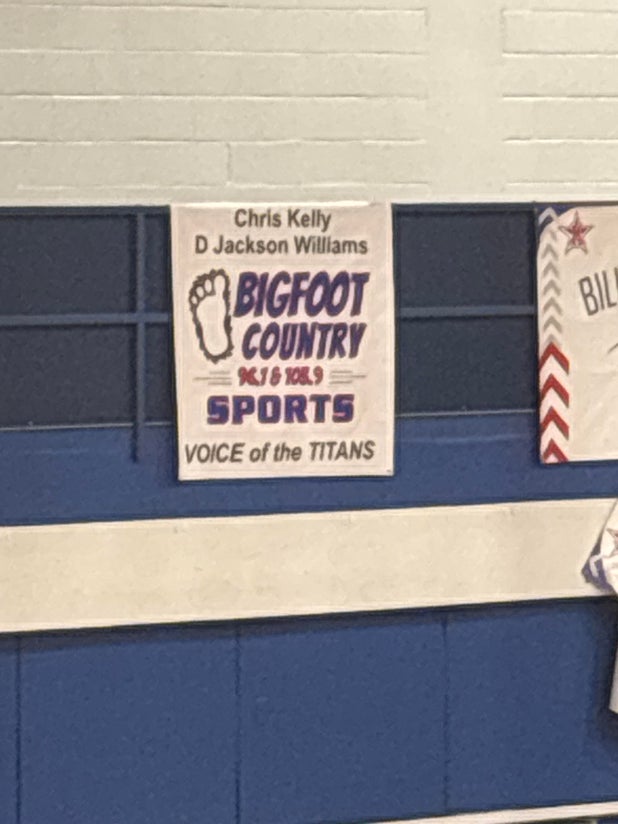 Chris Kelly
D Jackson Williams
BIGFOOT
COUNTRY
96.1 & 108.9
SPORTS
VOICE of the TITANS